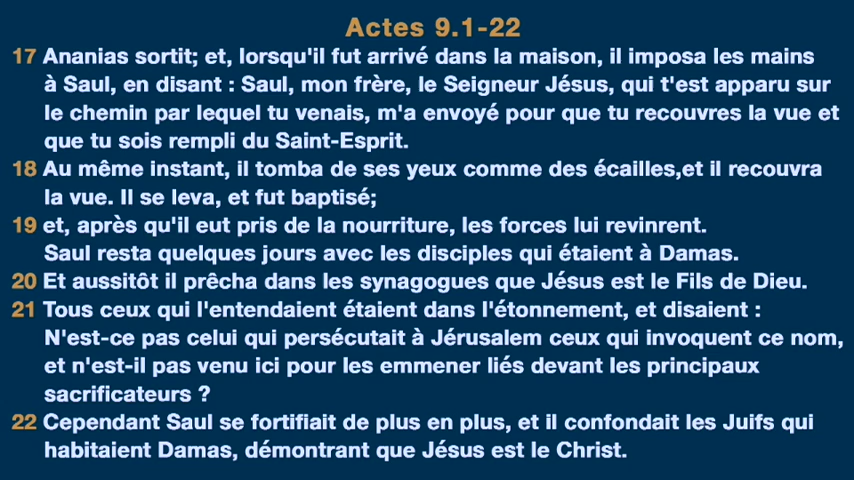 Actes 9.1-22
17 Ananias sortit; et, lorsqu'il fut arrivé dans la maison, il imposa les mains
à Saul, en disant : Saul, mon frère, le Seigneur Jésus, qui t'est apparu sur
le chemin par lequel tu venais, m'a envoyé pour que tu recouvres la vue et
que tu sois rempli du Saint-Esprit.
18 Au même instant, il tomba de ses yeux comme des écailles,et il recouvra
la vue. Il se leva, et fut baptisé;
19 et, après qu'il eut pris de la nourriture, les forces lui revinrent.
Saul resta quelques jours avec les disciples qui étaient à Damas.
20 Et aussitôt il prêcha dans les synagogues que Jésus est le Fils de Dieu.
21 Tous ceux qui l'entendaient étaient dans l'étonnement, et disaient :
N'est-ce pas celui qui persécutait à Jérusalem ceux qui invoquent ce nom,
et n'est-il pas venu ici pour les emmener liés devant les principaux
sacrificateurs ?
22 Cependant Saul se fortifiait de plus en plus, et il confondait les Juifs qui
habitaient Damas, démontrant que Jésus est le Christ.